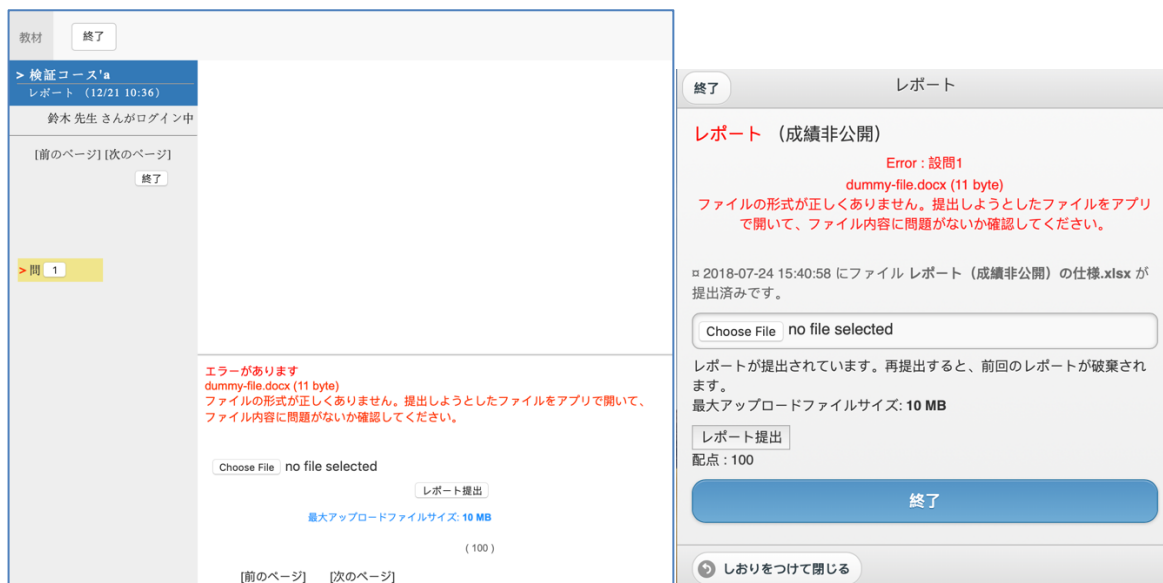 教材
終了
> 検証コース'a
レポート (12/21 10:36)
鈴木 先生 さんがログイン中
[前のページ] [次のページ]
終了
>問 1
エラーがあります
dummy-file.docx (11 byte)
ファイルの形式が正しくありません。提出しようとしたファイルをアプリで開いて、
ファイル内容に問題がないか確認してください。
Choose File no file selected
レポート提出
最大アップロードファイルサイズ: 10 MB
( 100 )
[前のページ] [次のページ]
終了
レポート
レポート （成績非公開）
Error : 設問1
dummy-file.docx (11 byte)
ファイルの形式が正しくありません。提出しようとしたファイルをアプリ
で開いて、ファイル内容に問題がないか確認してください。
¤ 2018-07-24 15:40:58 にファイル レポート（成績非公開）の仕様.xlsx が
提出済みです。
Choose File no file selected
レポートが提出されています。再提出すると、前回のレポートが破棄され
ます。
最大アップロードファイルサイズ: 10 MB
レポート提出
配点 : 100
終了
しおりをつけて閉じる